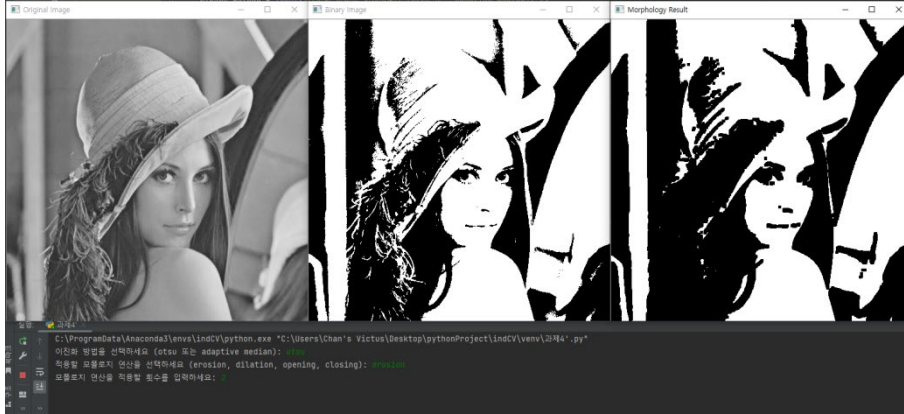 Original Image
Binary Image
Morphology Result
실행:
과제4'
C:\ProgramData\Anaconda3\envs\indCV\python.exe "C:\Users\Chan's Victus\Desktop\pythonProject\indCV\venv\과제4'.py"
이진화 방법을 선택하세요 (otsu 또는 adaptive median): otsu
적용할 모폴로지 연산을 선택하세요 (erosion, dilation, opening, closing): erosion
모폴로지 연산을 적용할 횟수를 입력하세요: 2